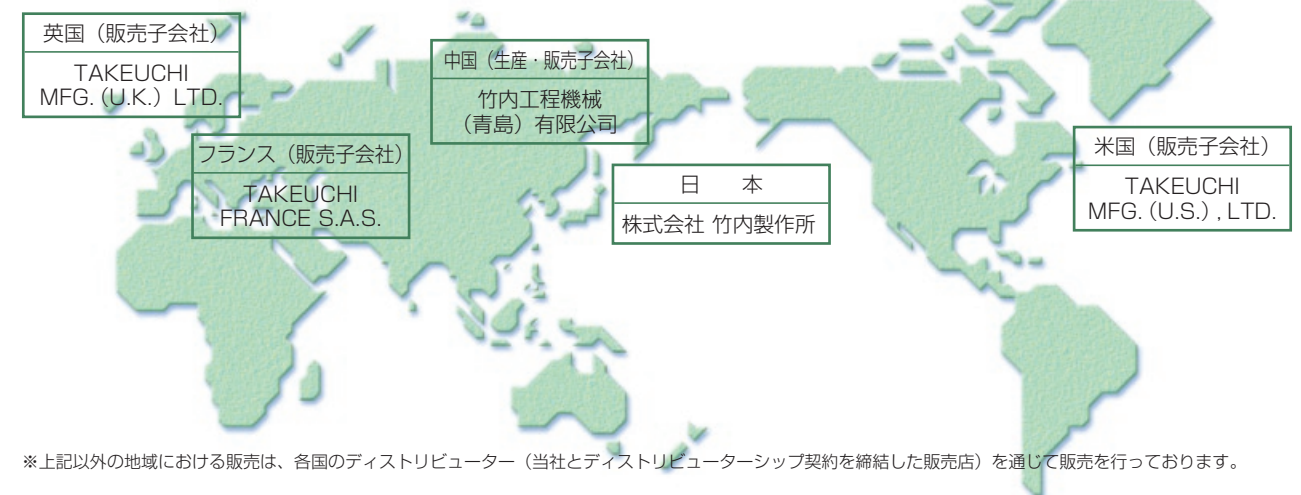 英国（販売子会社）
TAKEUCHI
MFG. (U.K.) LTD.
フランス（販売子会社）
TAKEUCHI
FRANCE S.A.S.
中国（生産・販売子会社）
竹内工程機械
（青島）有限公司
日　本
株式会社 竹内製作所
米国（販売子会社）
TAKEUCHI
MFG. (U.S.) , LTD.
※上記以外の地域における販売は、各国のディストリビューター（当社とディストリビューターシップ契約を締結した販売店）を通じて販売を行っております。